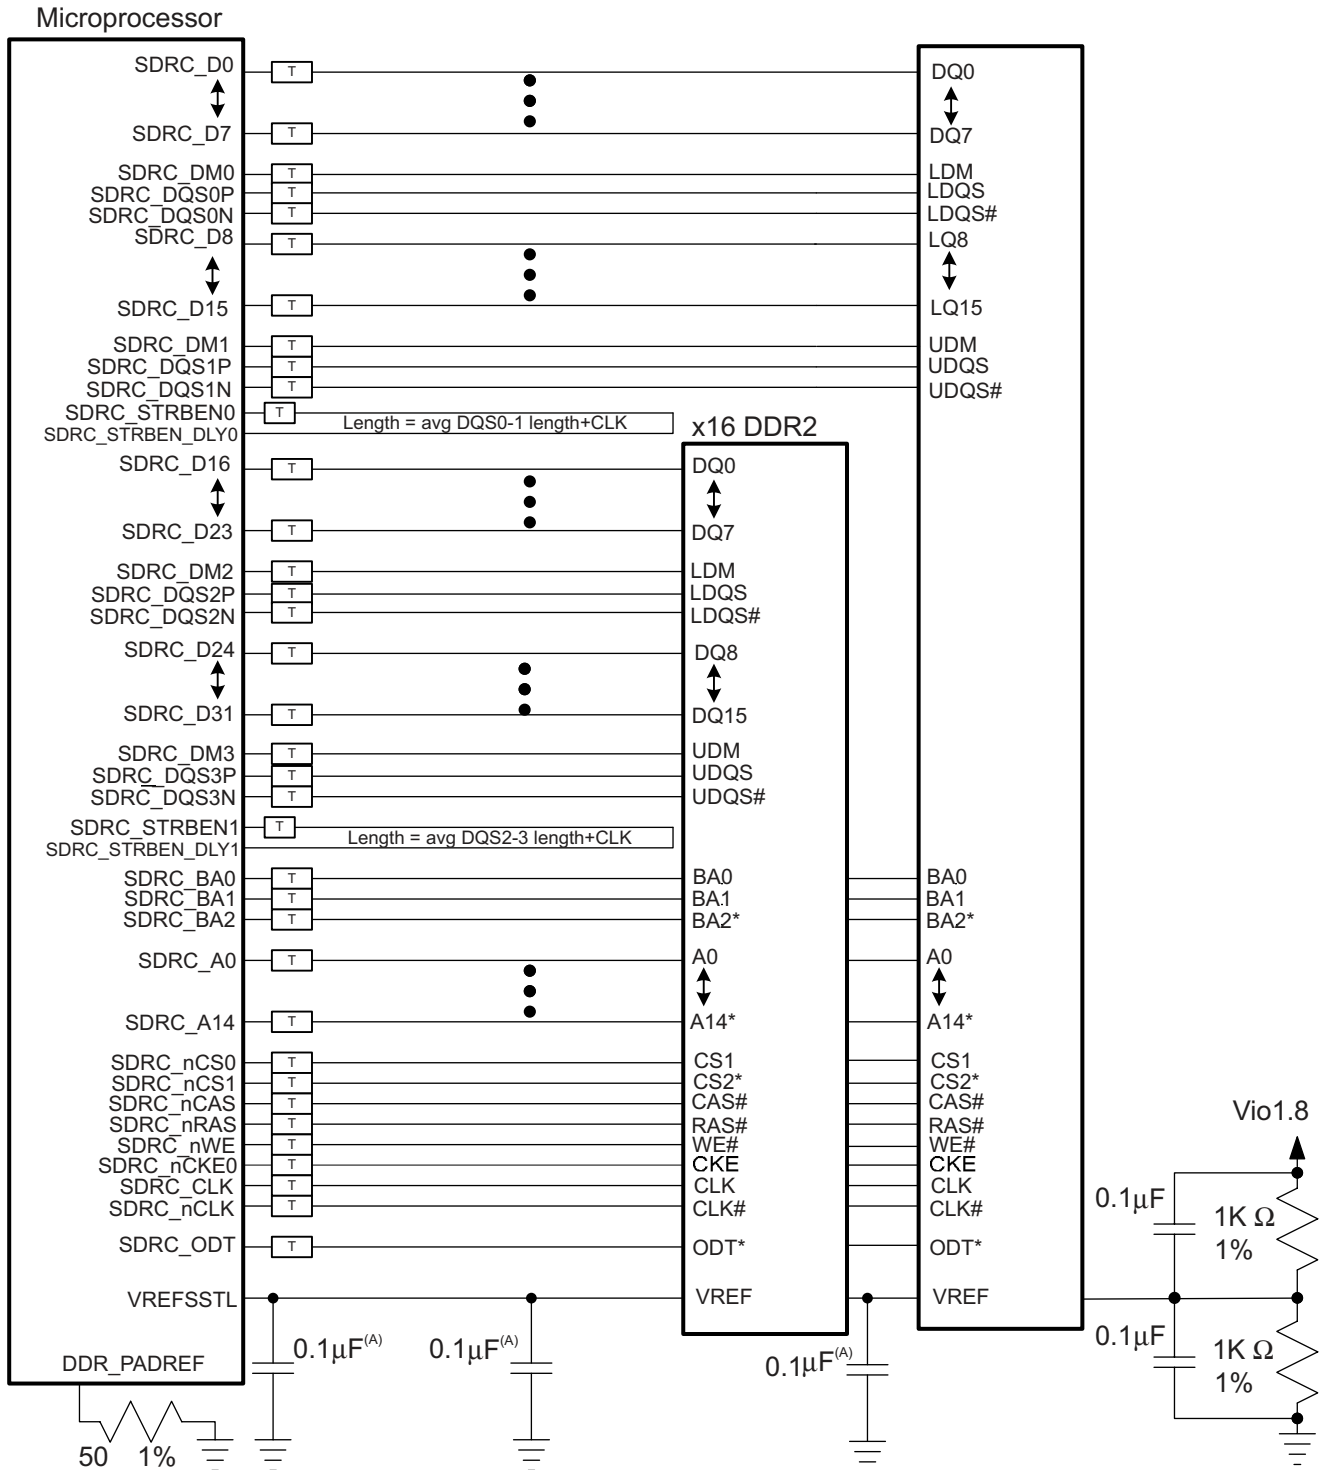 Microprocessor
SDRC_D0 T DQ0
SDRC_D7 T DQ7
SDRC_DM0 T LDM
SDRC_DQS0P T LDQS
SDRC_DQS0N T LDQS#
SDRC_D8 T LQ8
SDRC_D15 T LQ15
SDRC_DM1 T UDM
SDRC_DQS1P T UDQS
SDRC_DQS1N T UDQS#
SDRC_STRBEN0 T
Length = avg DQS0-1 length+CLK
SDRC_STRBEN_DLY0
x16 DDR2
SDRC_D16 T DQ0
SDRC_D23 T DQ7
SDRC_DM2 T LDM
SDRC_DQS2P T LDQS
SDRC_DQS2N T LDQS#
SDRC_D24 T DQ8
SDRC_D31 T DQ15
SDRC_DM3 T UDM
SDRC_DQS3P T UDQS
SDRC_DQS3N T UDQS#
SDRC_STRBEN1 T
Length = avg DQS2-3 length+CLK
SDRC_STRBEN_DLY1
SDRC_BA0 T BA0 BA0
SDRC_BA1 T BA1 BA1
SDRC_BA2 T BA2* BA2*
SDRC_A0 T A0 A0
SDRC_A14 T A14* A14*
SDRC_nCS0 T CS1 CS1
SDRC_nCS1 T CS2* CS2*
SDRC_nCAS T CAS# CAS#
SDRC_nRAS T RAS# RAS#
SDRC_nWE T WE# WE#
SDRC_nCKE0 T CKE CKE
SDRC_CLK T CLK CLK
SDRC_nCLK T CLK# CLK#
SDRC_ODT T ODT* ODT*
VREFSSTL VREF VREF
Vio1.8
0.1µF
1K Ω
1%
0.1µF
1K Ω
1%
0.1µF(A) 0.1µF(A) 0.1µF(A)
DDR_PADREF
50 1%